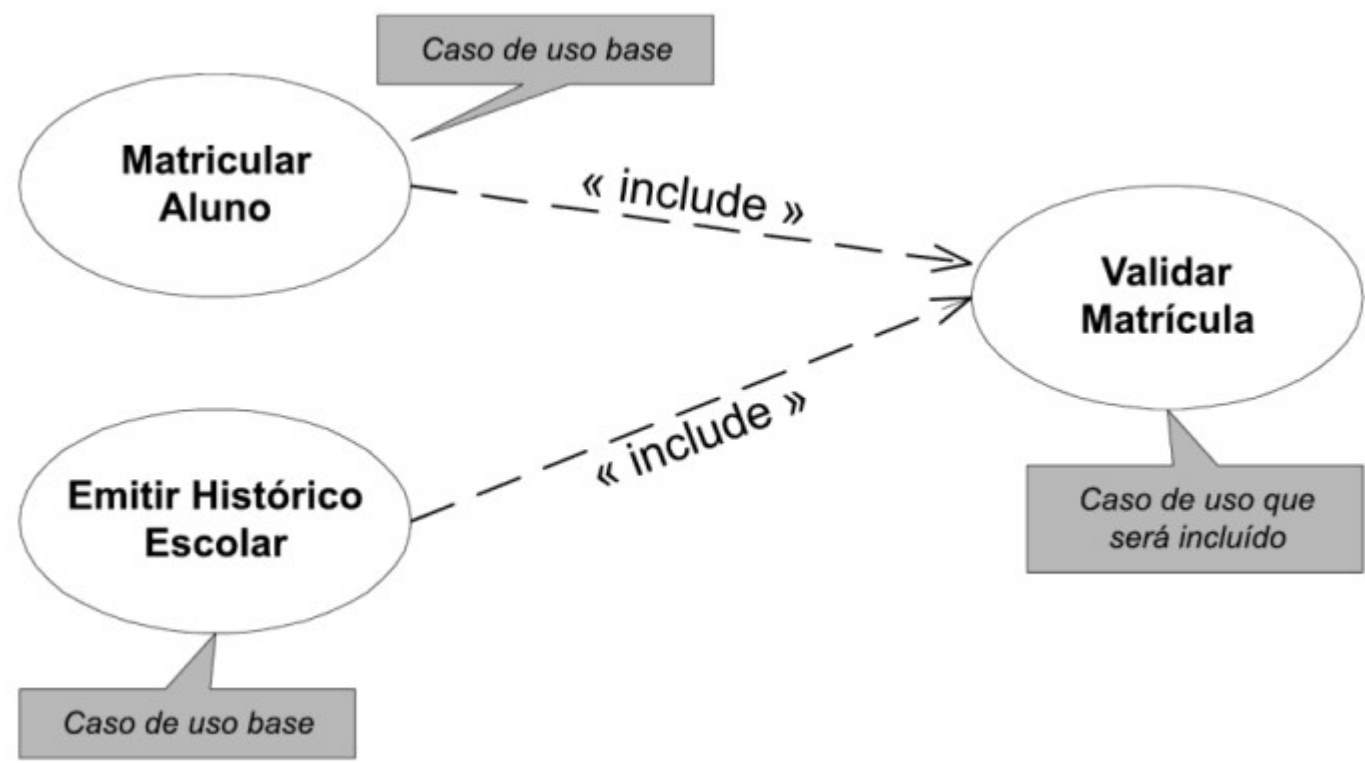 Caso de uso base
Matricular
Aluno
« include »
Validar
Matrícula
« include »
Emitir Histórico
Escolar
Caso de uso que
será incluído
Caso de uso base